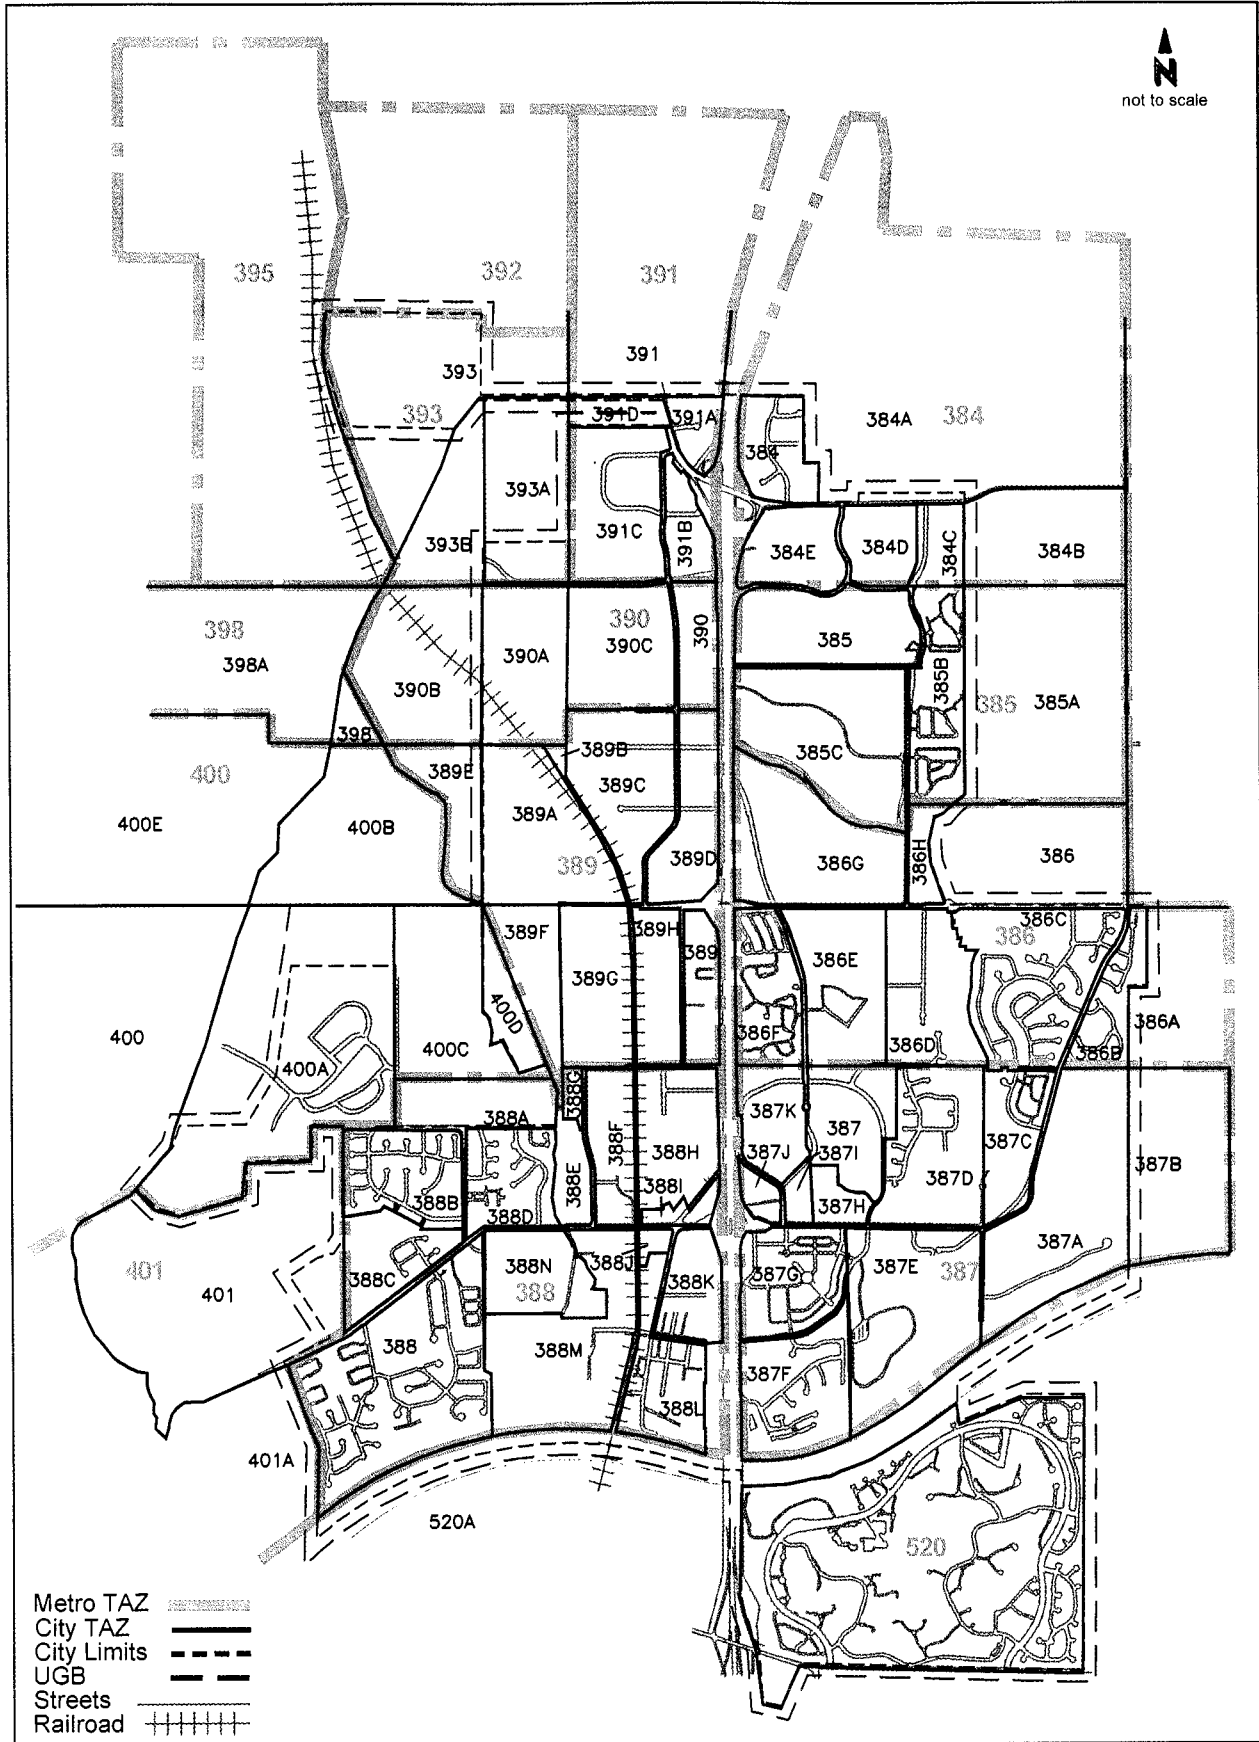 N
not to scale
395
392
391
391
393
393
391D
391A
384A
384
384
393A
391C
391B
393B
384E
384D
384C
384B
398
390
390
398A
390A
390C
385
390B
385B
385
385A
398
389B
385C
400
389E
389C
400E
400B
389A
389D
389
386G
386H
386
389F
389H
386C
386
389
386E
389G
400D
386A
400
386F
386D
386B
400C
400A
388G
388A
387K
387
387C
388F
388H
387J
387I
387B
388E
388I
387D
388B
388D
387H
387A
388J
401
388N
387E
387
388C
388K
387G
401
388
388
388M
387F
388L
401A
520A
520
Metro TAZ
City TAZ
City Limits
UGB
Streets
Railroad